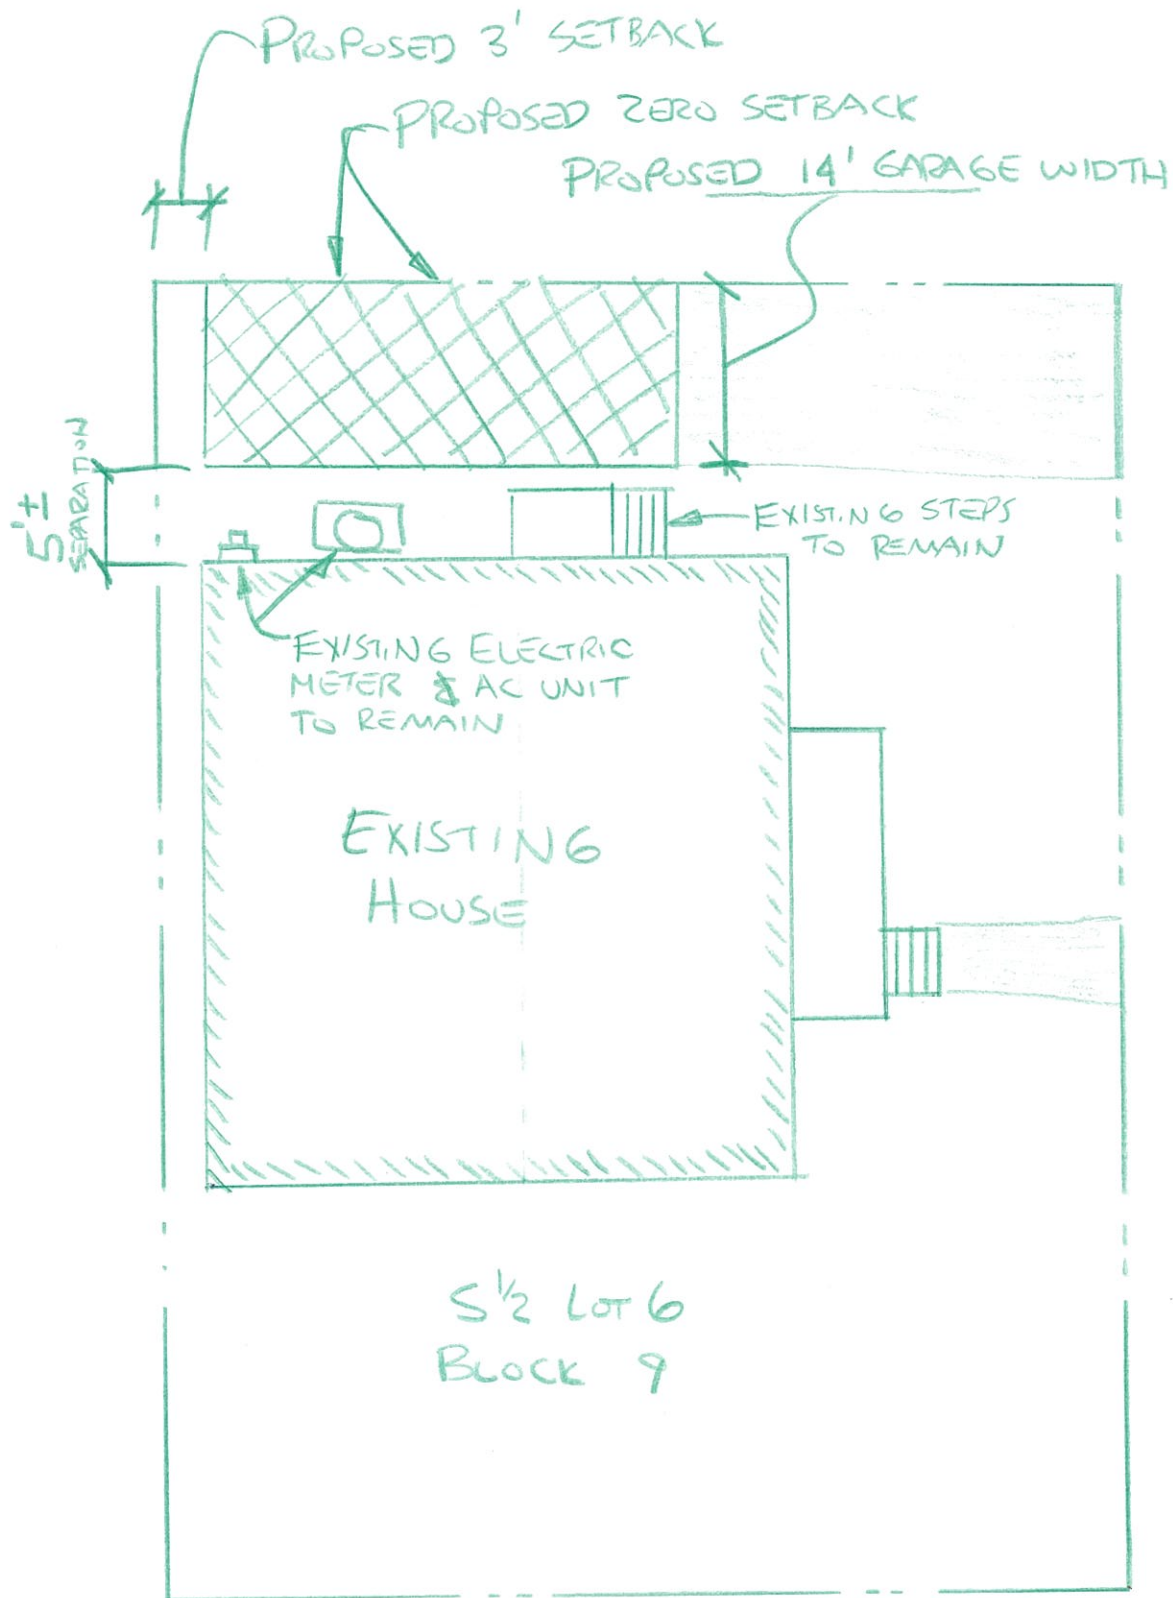 PROPOSED 3' SETBACK
PROPOSED ZERO SETBACK
PROPOSED 14' GARAGE WIDTH
5'±
SEPARATION
EXISTING STEPS
TO REMAIN
EXISTING ELECTRIC
METER & AC UNIT
TO REMAIN
EXISTING
HOUSE
S 1/2 LOT 6
BLOCK 9